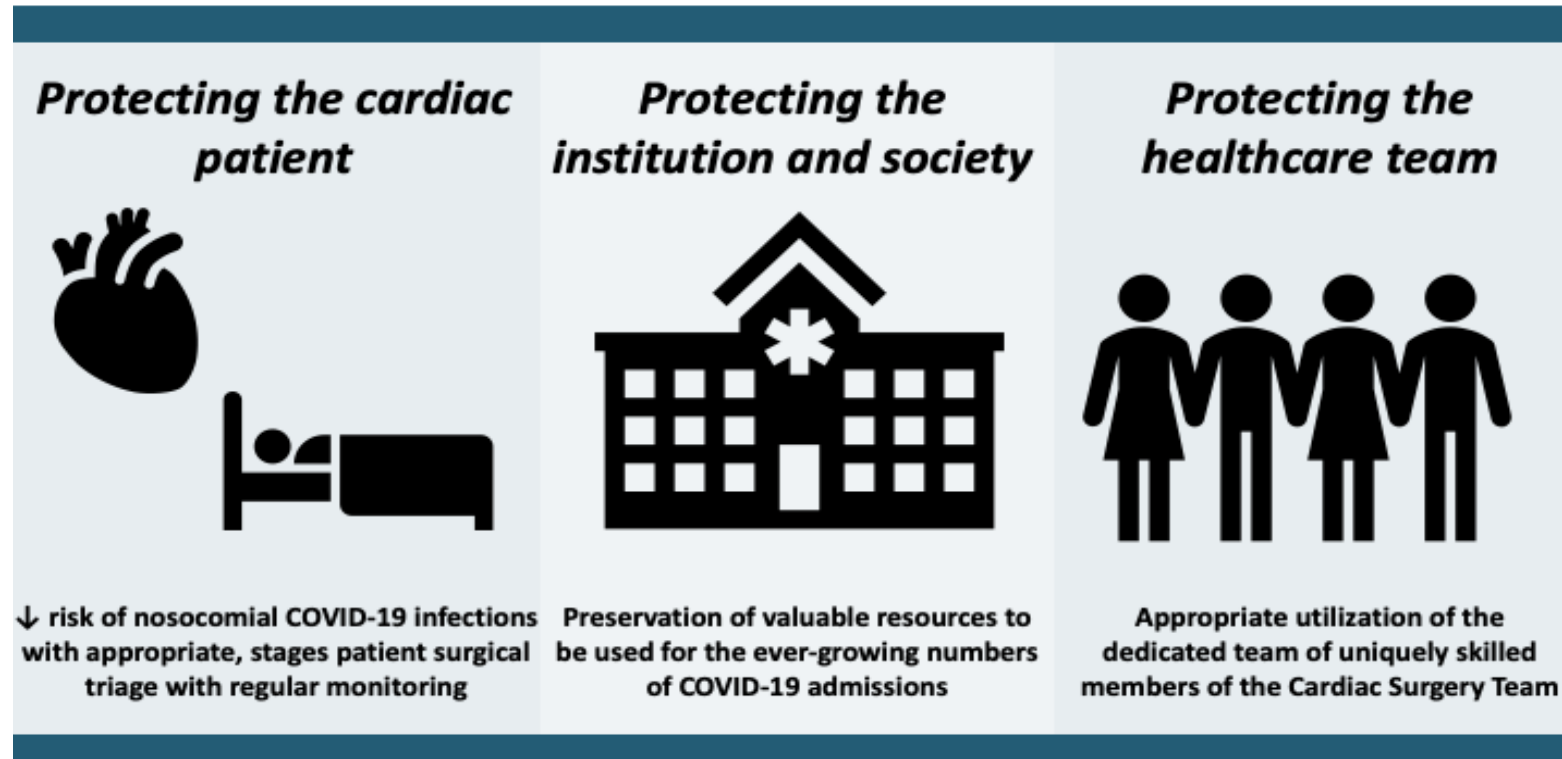 Protecting the cardiac
patient
↓ risk of nosocomial COVID-19 infections
with appropriate, stages patient surgical
triage with regular monitoring
Protecting the
institution and society
Preservation of valuable resources to
be used for the ever-growing numbers
of COVID-19 admissions
Protecting the
healthcare team
Appropriate utilization of the
dedicated team of uniquely skilled
members of the Cardiac Surgery Team